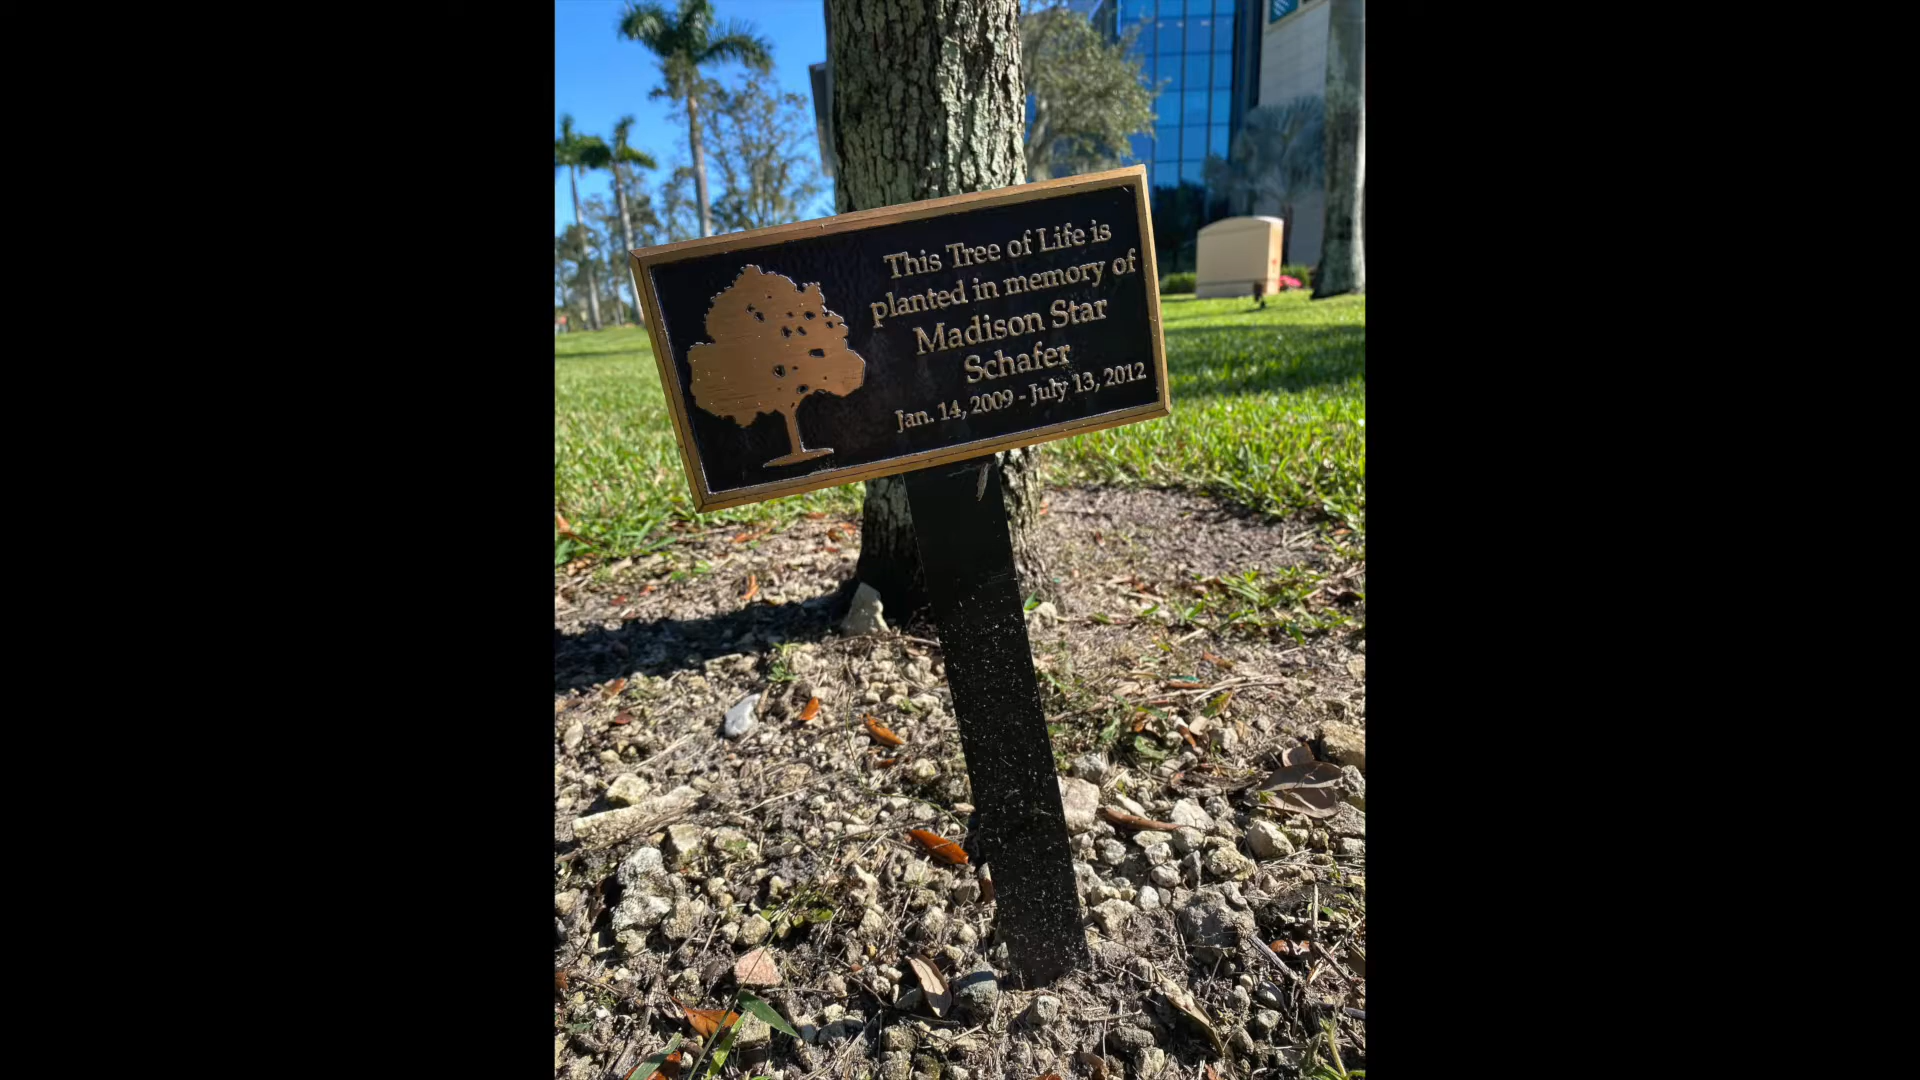 This Tree of Life is
planted in memory of
Madison Star
Schafer
Jan. 14, 2009 - July 13, 2012